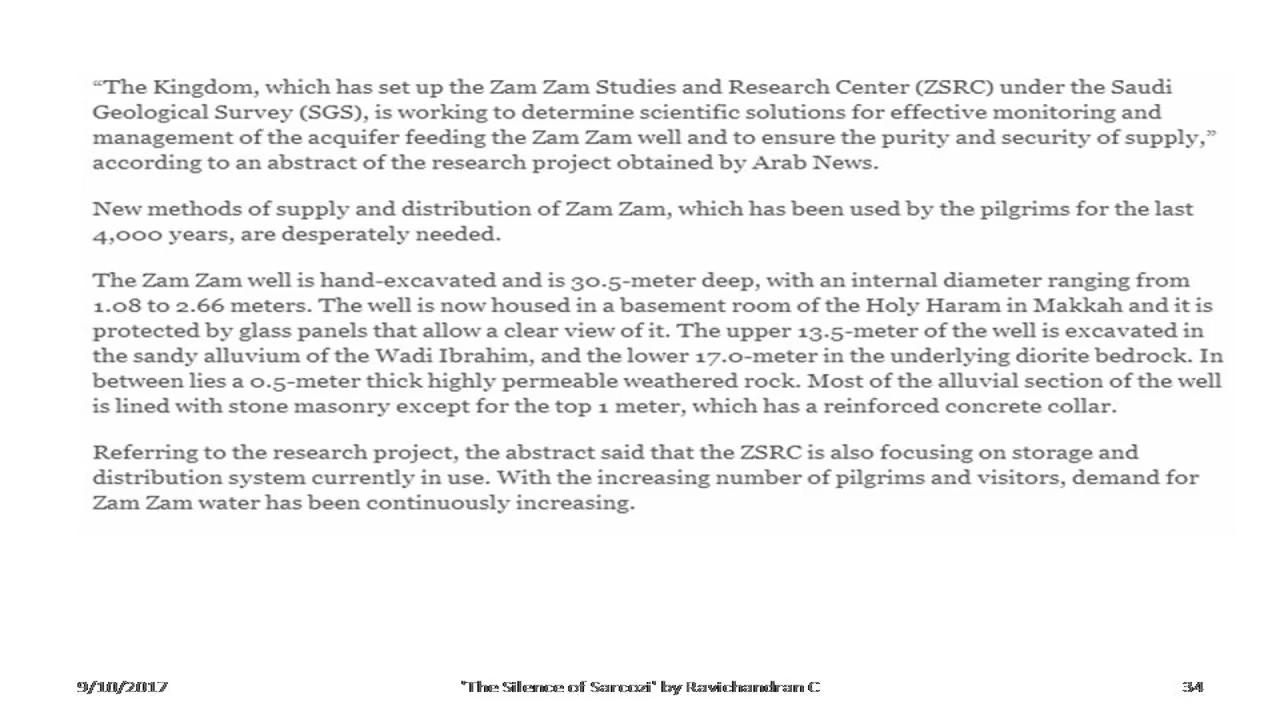 “The Kingdom, which has set up the Zam Zam Studies and Research Center (ZSRC) under the Saudi
Geological Survey (SGS), is working to determine scientific solutions for effective monitoring and
management of the acquifer feeding the Zam Zam well and to ensure the purity and security of supply,”
according to an abstract of the research project obtained by Arab News.
New methods of supply and distribution of Zam Zam, which has been used by the pilgrims for the last
4,000 years, are desperately needed.
The Zam Zam well is hand-excavated and is 30.5-meter deep, with an internal diameter ranging from
1.08 to 2.66 meters. The well is now housed in a basement room of the Holy Haram in Makkah and it is
protected by glass panels that allow a clear view of it. The upper 13.5-meter of the well is excavated in
the sandy alluvium of the Wadi Ibrahim, and the lower 17.0-meter in the underlying diorite bedrock. In
between lies a 0.5-meter thick highly permeable weathered rock. Most of the alluvial section of the well
is lined with stone masonry except for the top 1 meter, which has a reinforced concrete collar.
Referring to the research project, the abstract said that the ZSRC is also focusing on storage and
distribution system currently in use. With the increasing number of pilgrims and visitors, demand for
Zam Zam water has been continuously increasing.
9/10/2017 "The Silence of Sarcozi" by Ravichandran C 34